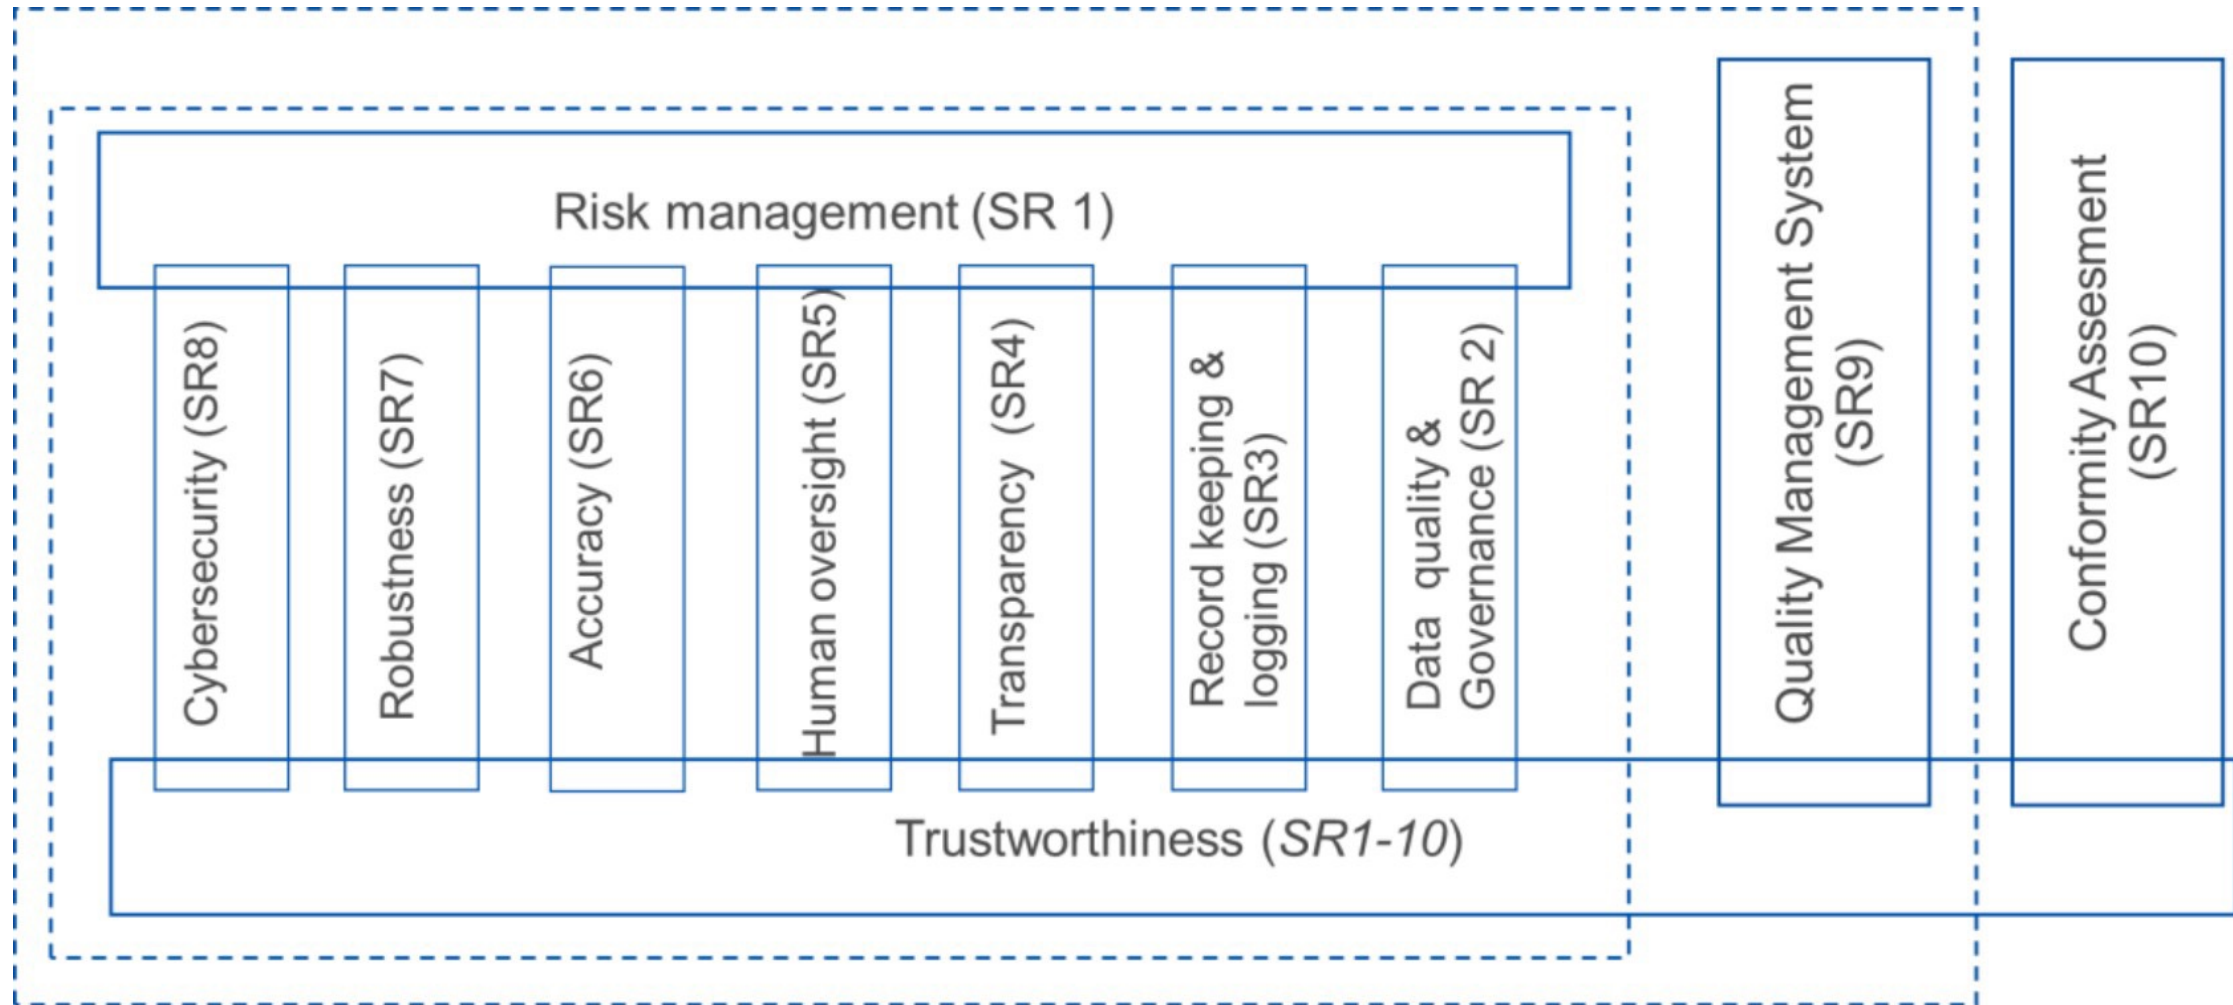 Risk management (SR 1)
Cybersecurity (SR8)
Robustness (SR7)
Accuracy (SR6)
Human oversight (SR5)
Transparency (SR4)
Record keeping &
logging (SR3)
Data quality &
Governance (SR 2)
Quality Management System
(SR9)
Conformity Assessment
(SR10)
Trustworthiness (SR1-10)